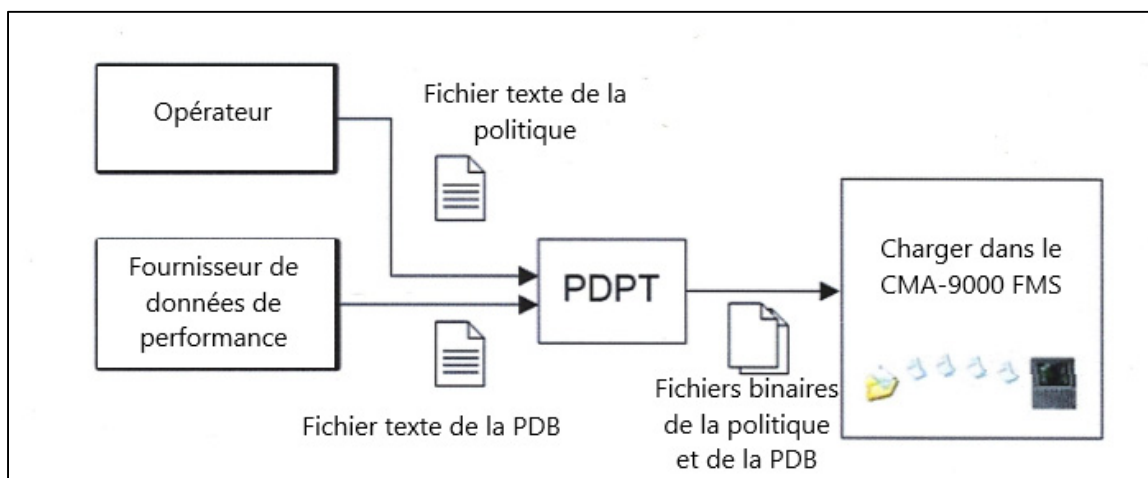 Opérateur
Fichier texte de la
politique
Fournisseur de
données de
performance
Fichier texte de la PDB
PDPT
Fichiers binaires
de la politique
et de la PDB
Charger dans le
CMA-9000 FMS